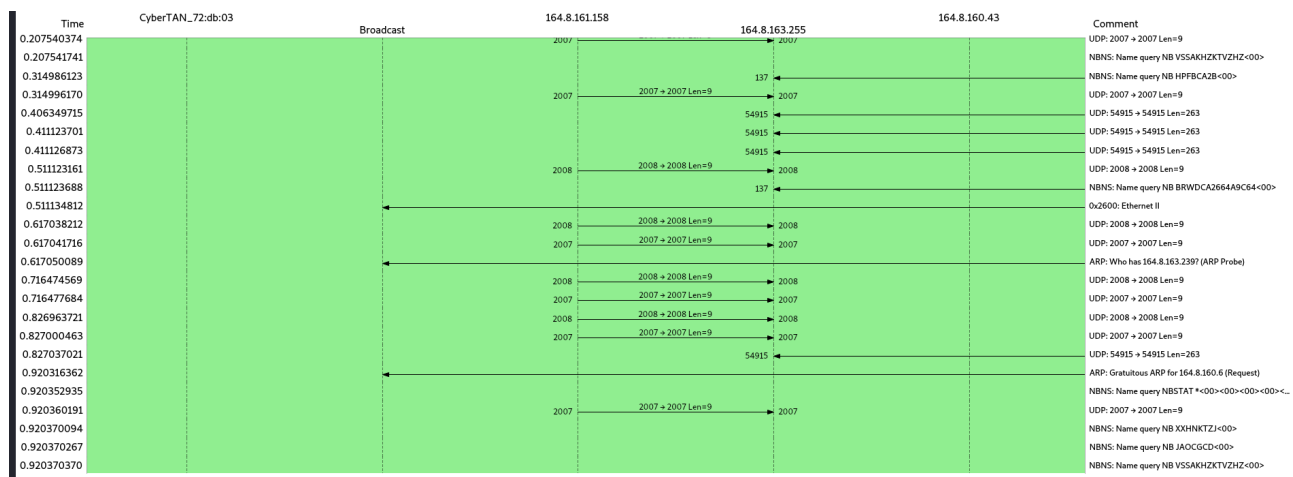 Time CyberTAN_72:db:03 Broadcast 164.8.161.158 164.8.163.255 164.8.160.43 Comment
0.207540374 2007 2007 UDP: 2007 → 2007 Len=9
0.207541741 NBNS: Name query NB VSSAKHZKTVZHZ<00>
0.314986123 137 NBNS: Name query NB HPFBCA2B<00>
0.314996170 2007 2007 → 2007 Len=9 2007 UDP: 2007 → 2007 Len=9
0.406349715 54915 UDP: 54915 → 54915 Len=263
0.411123701 54915 UDP: 54915 → 54915 Len=263
0.411126873 54915 UDP: 54915 → 54915 Len=263
0.511123161 2008 2008 → 2008 Len=9 2008 UDP: 2008 → 2008 Len=9
0.511123688 137 NBNS: Name query NB BRWDCA2664A9C64<00>
0.511134812 0x2600: Ethernet II
0.617038212 2008 2008 → 2008 Len=9 2008 UDP: 2008 → 2008 Len=9
0.617041716 2007 2007 → 2007 Len=9 2007 UDP: 2007 → 2007 Len=9
0.617050089 ARP: Who has 164.8.163.239? (ARP Probe)
0.716474569 2008 2008 → 2008 Len=9 2008 UDP: 2008 → 2008 Len=9
0.716477684 2007 2007 → 2007 Len=9 2007 UDP: 2007 → 2007 Len=9
0.826963721 2008 2008 → 2008 Len=9 2008 UDP: 2008 → 2008 Len=9
0.827000463 2007 2007 → 2007 Len=9 2007 UDP: 2007 → 2007 Len=9
0.827037021 54915 UDP: 54915 → 54915 Len=263
0.920316362 ARP: Gratuitous ARP for 164.8.160.6 (Request)
0.920352935 NBNS: Name query NBSTAT *<00><00><00><00><...
0.920360191 2007 2007 → 2007 Len=9 2007 UDP: 2007 → 2007 Len=9
0.920370094 NBNS: Name query NB XXHNKTZJ<00>
0.920370267 NBNS: Name query NB JAOCGCD<00>
0.920370370 NBNS: Name query NB VSSAKHZKTVZHZ<00>